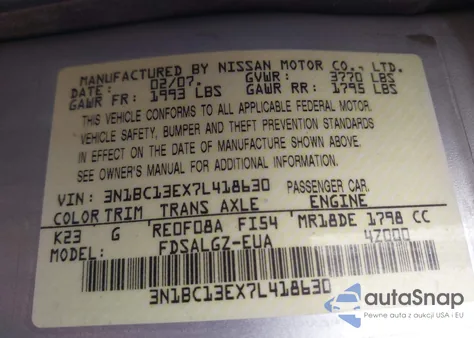 MANUFACTURED BY NISSAN MOTOR CO., LTD.
DATE: 02/07. GVWR: 3770 LBS
GAWR FR: 1993 LBS GAWR RR: 1795 LBS
THIS VEHICLE CONFORMS TO ALL APPLICABLE FEDERAL MOTOR
VEHICLE SAFETY, BUMPER AND THEFT PREVENTION STANDARDS
IN EFFECT ON THE DATE OF MANUFACTURE SHOWN ABOVE.
SEE OWNER'S MANUAL FOR ADDITIONAL INFORMATION.
VIN: 3N1BC13EX7L418630 PASSENGER CAR.
COLOR TRIM TRANS AXLE ENGINE
K23 G RE0F08A FI54 MR18DE 1798 CC
MODEL: FDSALGZ-EUA 4Z000
3N1BC13EX7L418630
autoSnap
Pewne auta z aukcji USA i EU